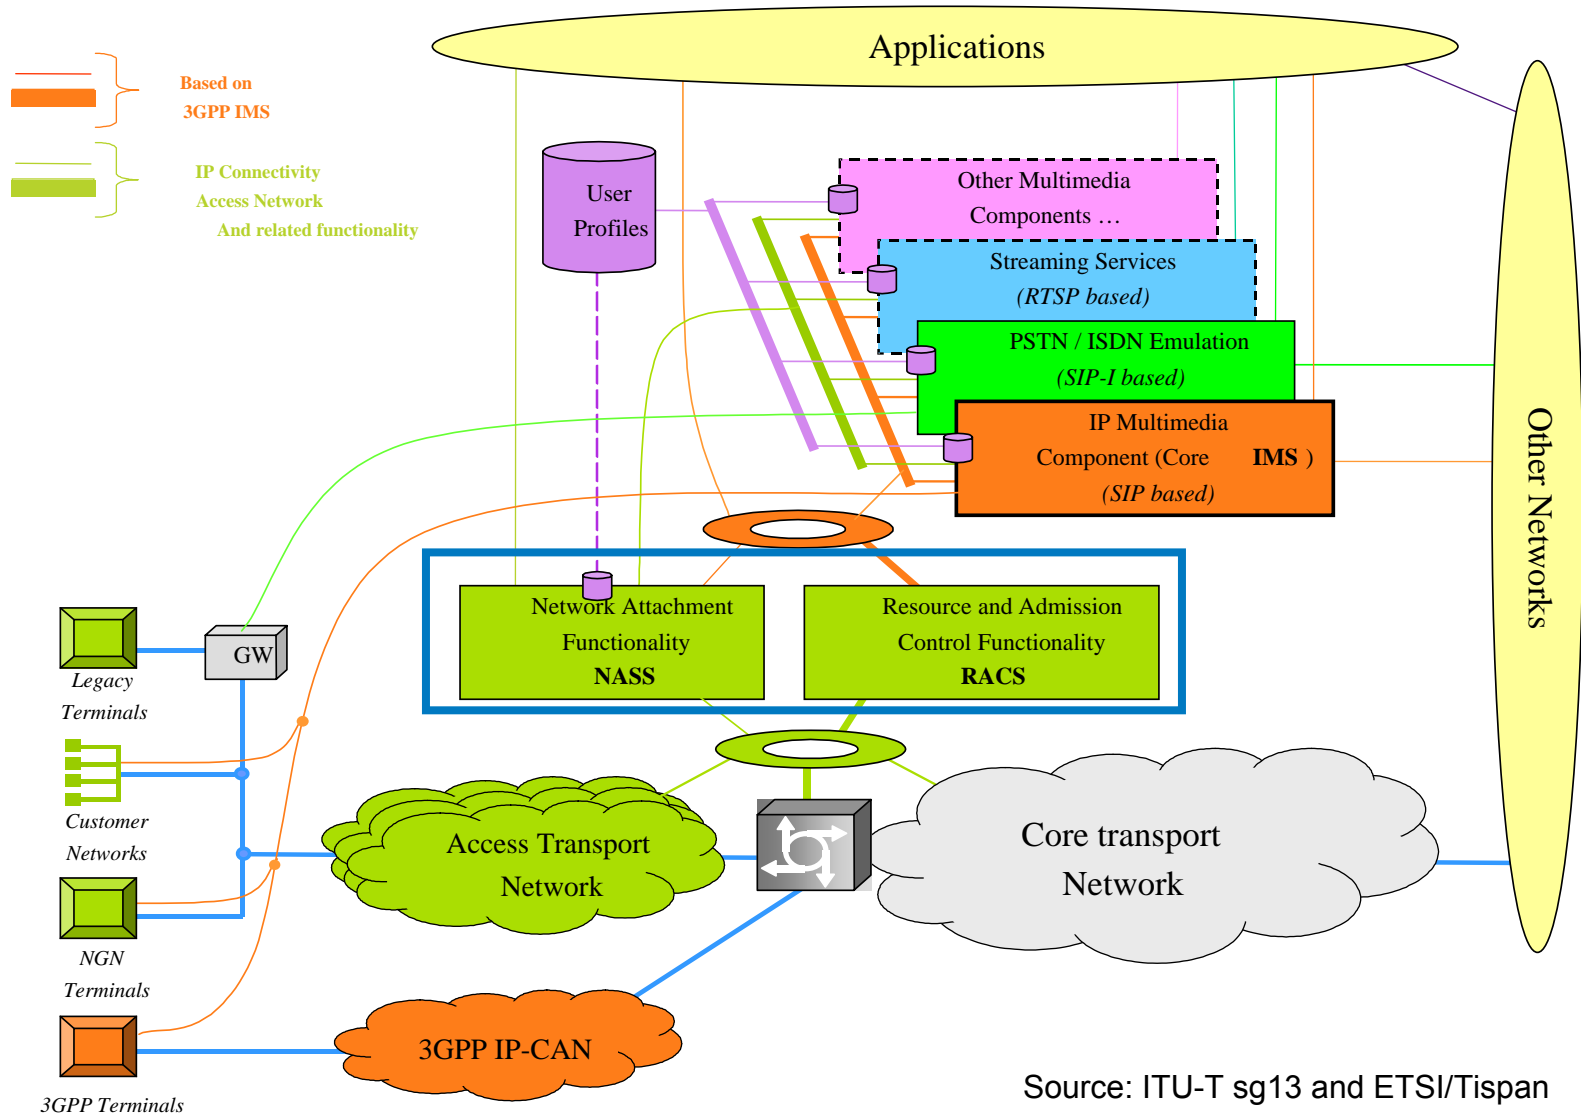 Applications
Based on
3GPP IMS
IP Connectivity
Access Network
And related functionality
User
Profiles
Other Multimedia
Components …
Streaming Services
(RTSP based)
PSTN / ISDN Emulation
(SIP-I based)
IP Multimedia
Component (Core IMS )
(SIP based)
Other Networks
Network Attachment
Functionality
NASS
Resource and Admission
Control Functionality
RACS
GW
Legacy
Terminals
Customer
Networks
NGN
Terminals
3GPP Terminals
Access Transport
Network
Core transport
Network
3GPP IP-CAN
Source: ITU-T sg13 and ETSI/Tispan